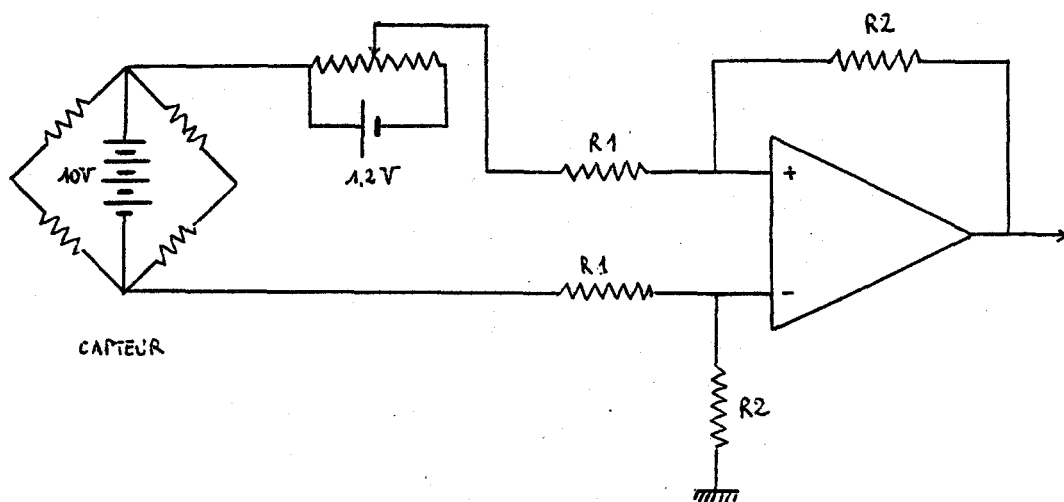 R2
R1
+
10V
1,2 V
R1
-
CAPTEUR
R2